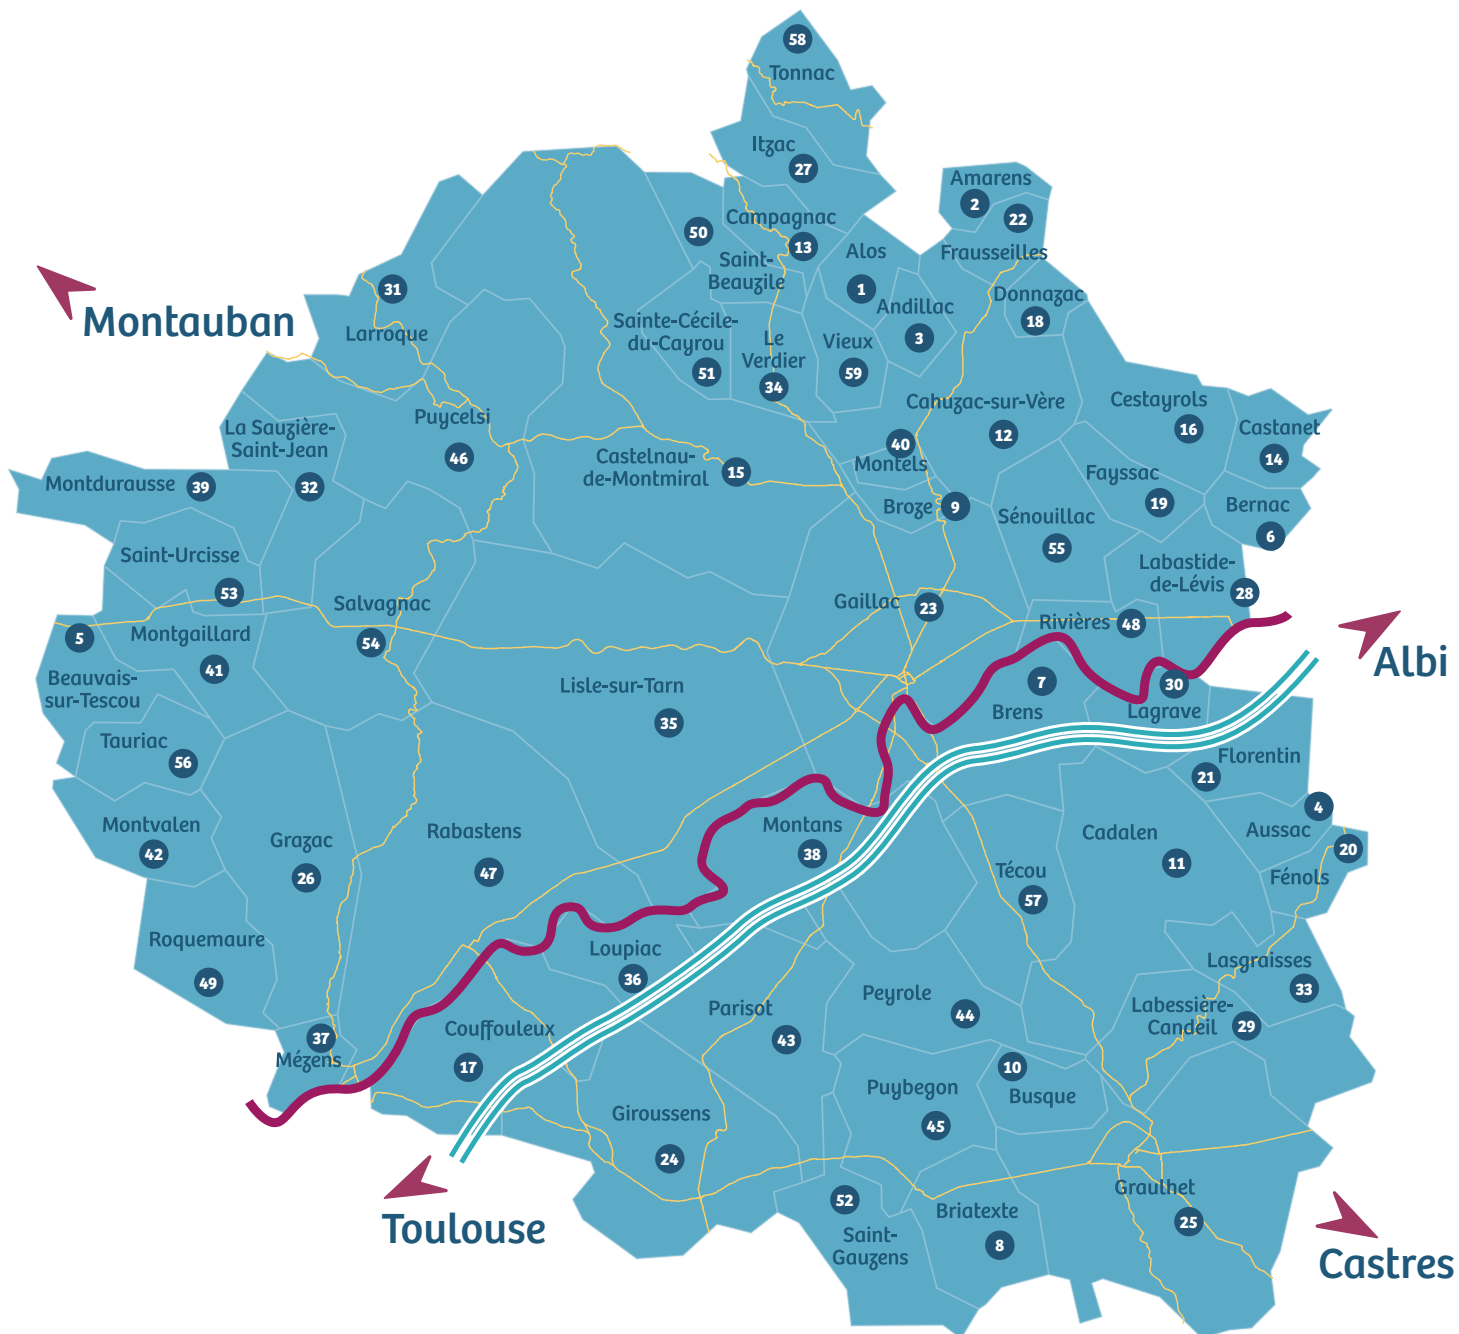 58
Tonnac
Itzac
27
Amarens
2
22
Frausseilles
Campagnac
13
50
Saint-
Beauzile
Alos
1
Andillac
3
Donnazac
18
31
Larroque
Montauban
Sainte-Cécile-
du-Cayrou
51
Le
Verdier
34
Vieux
59
Cahuzac-sur-Vère
12
Cestayrols
16
Castanet
14
La Sauzière-
Saint-Jean
32
Puycelsi
46
Castelnau-
de-Montmiral
15
40
Montels
Broze
9
Fayssac
19
Bernac
6
Montdurausse
39
Sénouillac
55
Saint-Urcisse
53
Labastide-
de-Lévis
28
Salvagnac
54
Gaillac
23
Rivières
48
5
Beauvais-
sur-Tescou
Montgaillard
41
Albi
Lisle-sur-Tarn
35
7
Brens
30
Lagrave
Tauriac
56
Florentin
21
4
Aussac
20
Fénols
Montvalen
42
Grazac
26
Rabastens
47
Montans
38
Cadalen
11
Técou
57
Roquemaure
49
Loupiac
36
Lasgraisses
33
Peyrole
44
Labessière-
Candeil
29
Parisot
43
37
Mézens
Couffouleux
17
10
Busque
Puybegon
45
Giroussens
24
Toulouse
52
Saint-
Gauzens
Briatexte
8
Graulhet
25
Castres